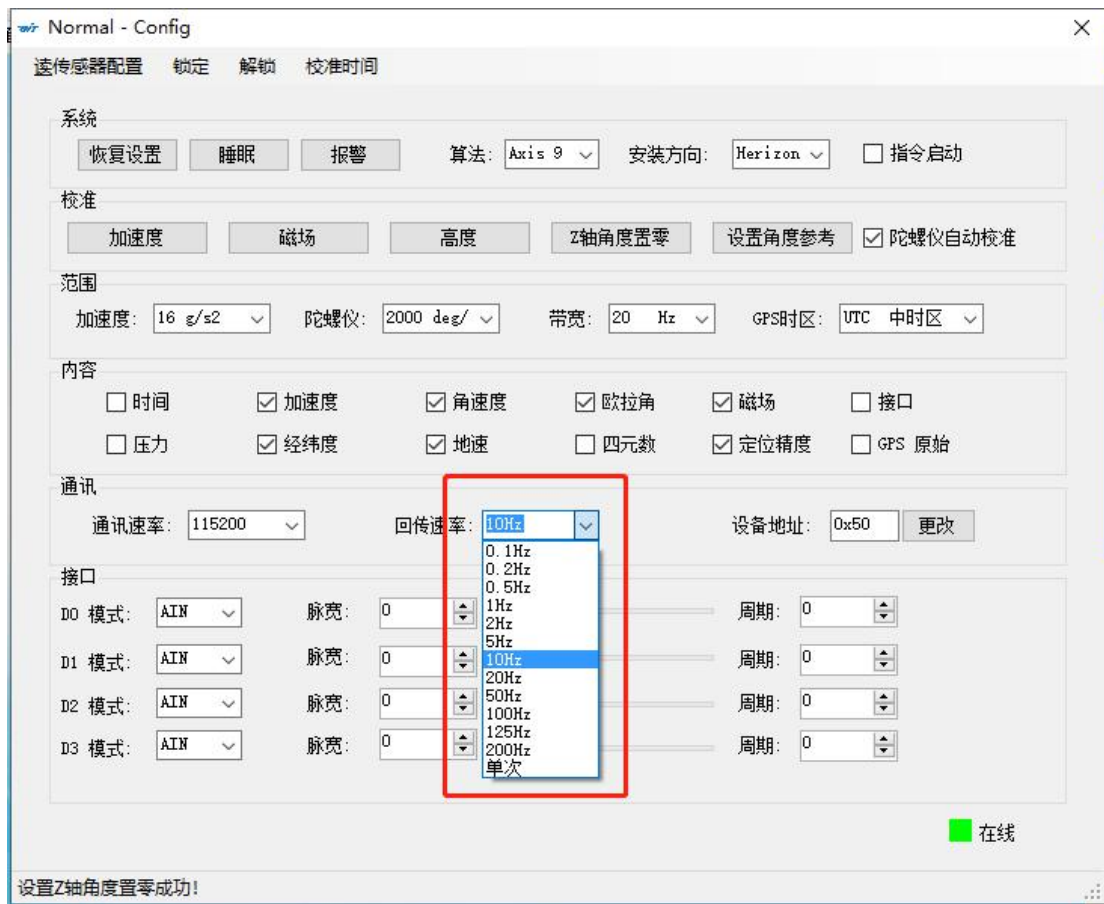 Normal - Config
读传感器配置 锁定 解锁 校准时间
系统
恢复设置 睡眠 报警 算法: Axis 9 安装方向: Herizon 指令启动
校准
加速度 磁场 高度 Z轴角度置零 设置角度参考 陀螺仪自动校准
范围
加速度: 16 g/s2 陀螺仪: 2000 deg/ 带宽: 20 Hz GPS时区: UTC 中时区
内容
时间 加速度 角速度 欧拉角 磁场 接口
压力 经纬度 地速 四元数 定位精度 GPS 原始
通讯
通讯速率: 115200 回传速率: 10Hz 设备地址: 0x50 更改
0.1Hz
0.2Hz
0.5Hz
1Hz
2Hz
5Hz
10Hz
20Hz
50Hz
100Hz
125Hz
200Hz
单次
接口
D0 模式: AIN 脉宽: 0 周期: 0
D1 模式: AIN 脉宽: 0 周期: 0
D2 模式: AIN 脉宽: 0 周期: 0
D3 模式: AIN 脉宽: 0 周期: 0
在线
设置Z轴角度置零成功!